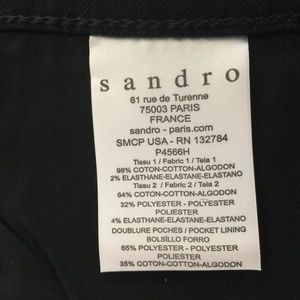 sandro
61 rue de Turenne
75003 PARIS
FRANCE
sandro - paris.com
SMCP USA - RN 132784
P4566H
Tissu 1 / Fabric 1 / Tela 1
98% COTON-COTTON-ALGODON
2% ELASTHANE-ELASTANE-ELASTANO
Tissu 2 / Fabric 2 / Tela 2
64% COTON-COTTON-ALGODON
32% POLYESTER - POLYESTER
POLIESTER
4% ELASTHANE-ELASTANE-ELASTANO
DOUBLURE POCHES / POCKET LINING
BOLSILLO FORRO
65% POLYESTER - POLYESTER
POLIESTER
35% COTON-COTTON-ALGODON